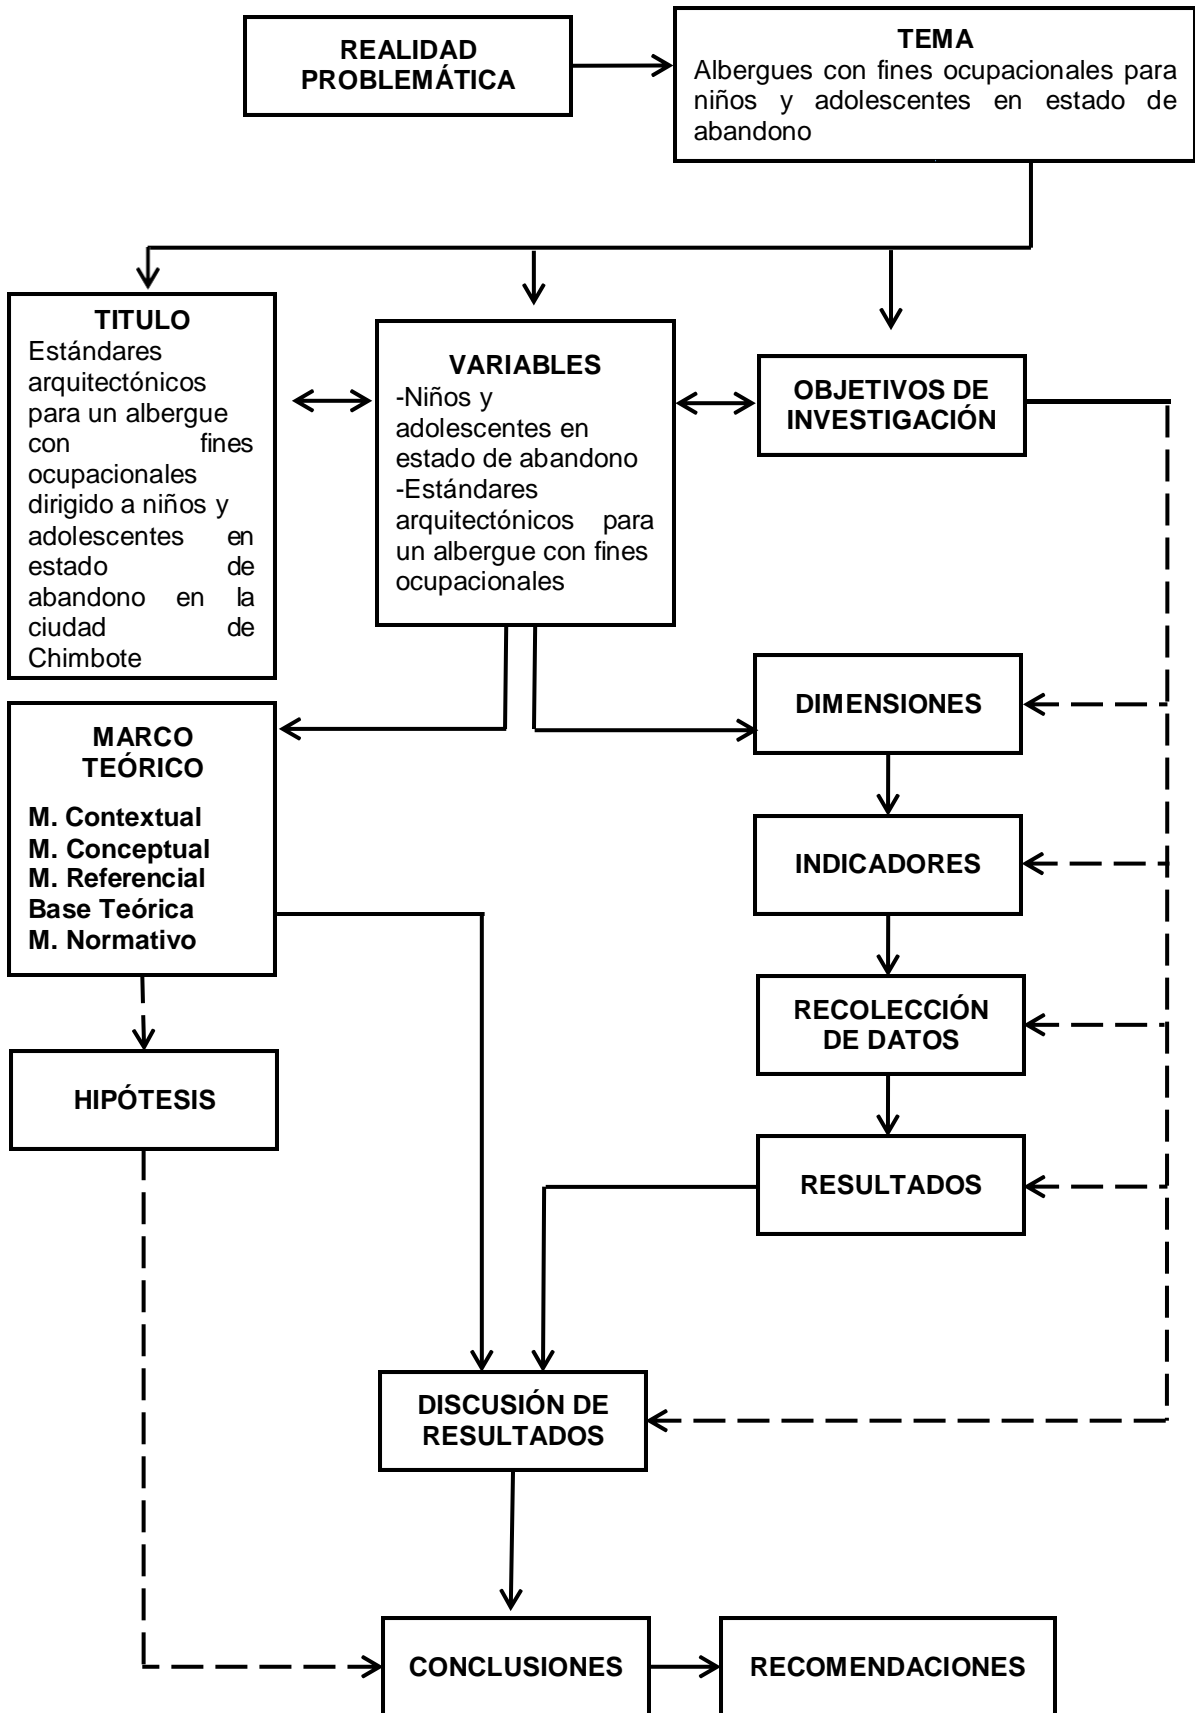 REALIDAD
PROBLEMÁTICA
TEMA
Albergues con fines ocupacionales para
niños y adolescentes en estado de
abandono
TITULO
Estándares
arquitectónicos
para un albergue
con fines
ocupacionales
dirigido a niños y
adolescentes en
estado de
abandono en la
ciudad de
Chimbote
VARIABLES
-Niños y
adolescentes en
estado de abandono
-Estándares
arquitectónicos para
un albergue con fines
ocupacionales
OBJETIVOS DE
INVESTIGACIÓN
MARCO
TEÓRICO
M. Contextual
M. Conceptual
M. Referencial
Base Teórica
M. Normativo
DIMENSIONES
INDICADORES
RECOLECCIÓN
DE DATOS
HIPÓTESIS
RESULTADOS
DISCUSIÓN DE
RESULTADOS
CONCLUSIONES
RECOMENDACIONES